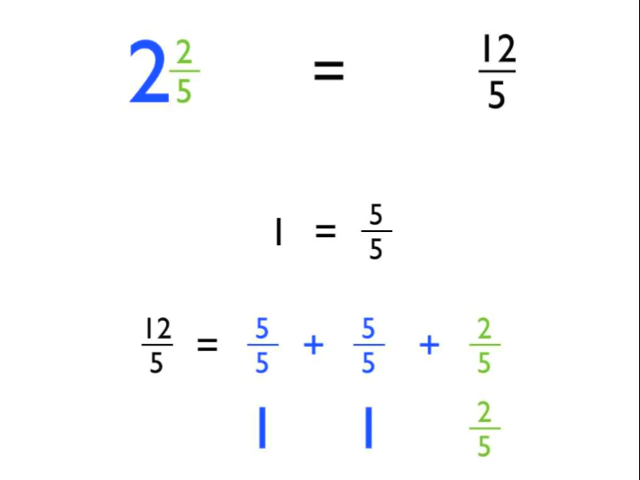 2 2/5 = 12/5
1 = 5/5
12/5 = 5/5 + 5/5 + 2/5
1 1 2/5